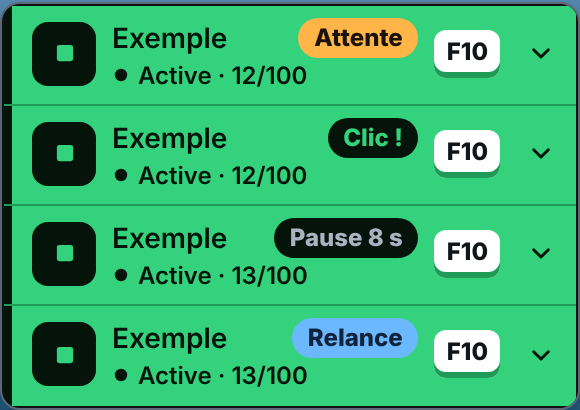 Exemple Attente F10
● Active · 12/100
Exemple Clic ! F10
● Active · 12/100
Exemple Pause 8 s F10
● Active · 13/100
Exemple Relance F10
● Active · 13/100